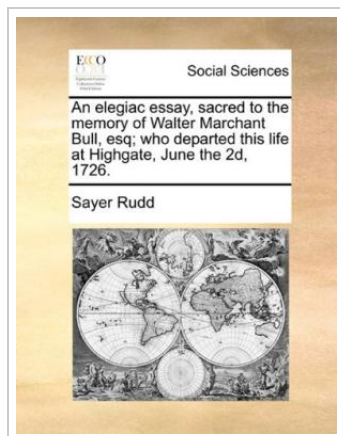 ECCO
Social Sciences
An elegiac essay, sacred to the
memory of Walter Marchant
Bull, esq; who departed this life
at Highgate, June the 2d,
1726.
Sayer Rudd